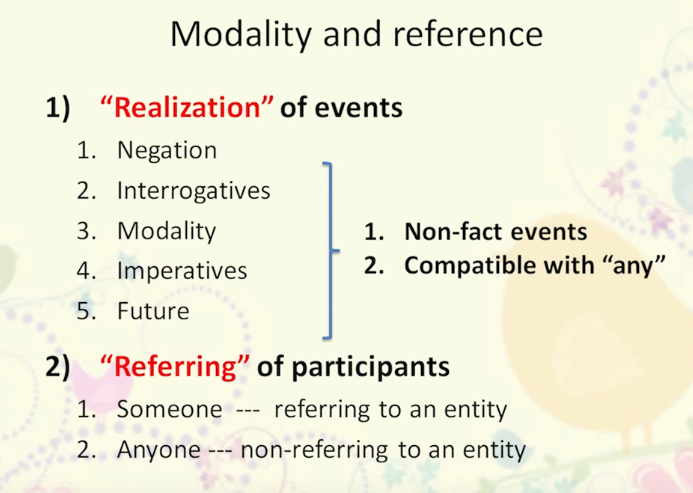 Modality and reference
1) “Realization” of events
1. Negation
2. Interrogatives
3. Modality
4. Imperatives
5. Future
1. Non-fact events
2. Compatible with “any”
2) “Referring” of participants
1. Someone --- referring to an entity
2. Anyone --- non-referring to an entity